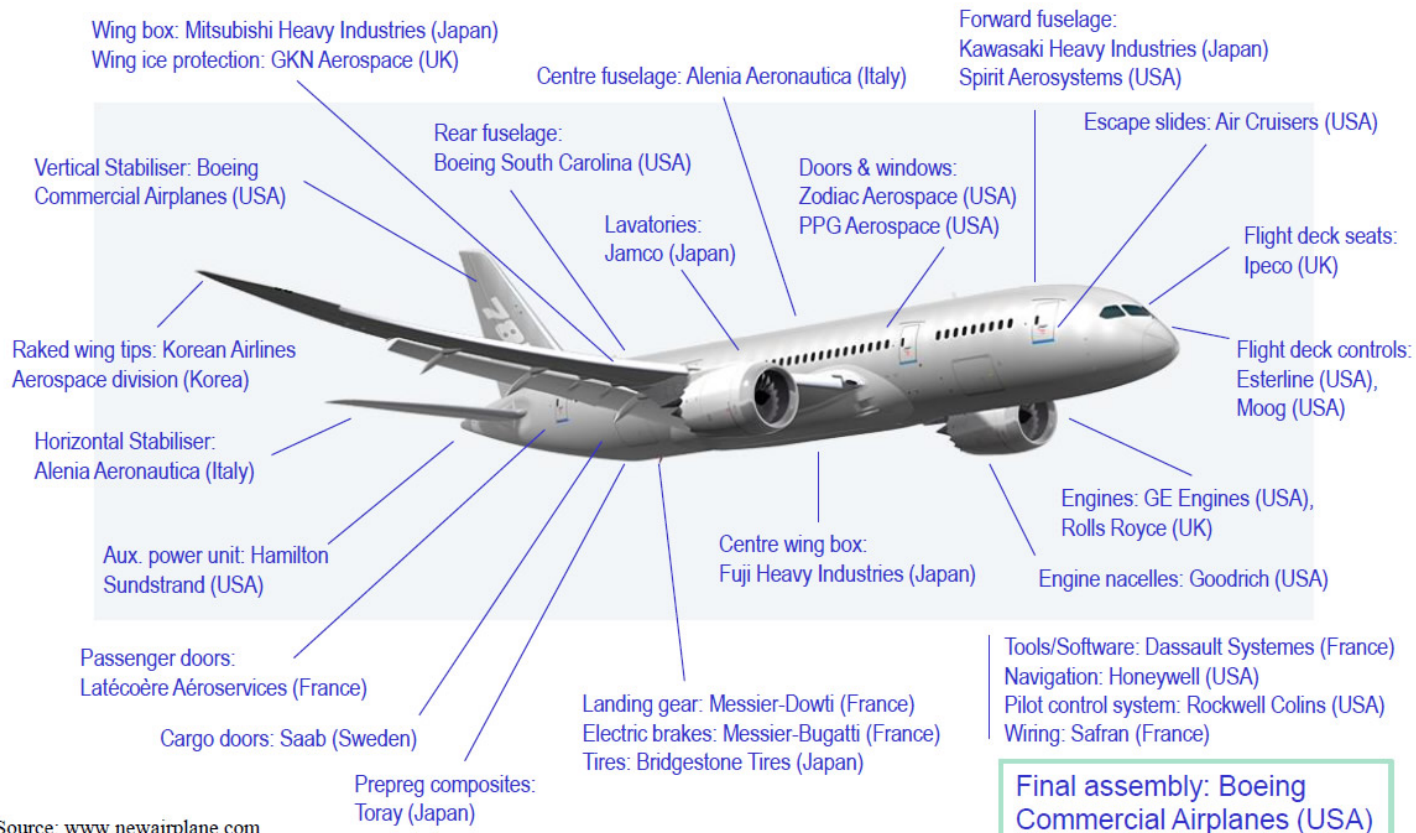 Wing box: Mitsubishi Heavy Industries (Japan)
Wing ice protection: GKN Aerospace (UK)
Centre fuselage: Alenia Aeronautica (Italy)
Forward fuselage:
Kawasaki Heavy Industries (Japan)
Spirit Aerosystems (USA)
Escape slides: Air Cruisers (USA)
Rear fuselage:
Boeing South Carolina (USA)
Vertical Stabiliser: Boeing
Commercial Airplanes (USA)
Doors & windows:
Zodiac Aerospace (USA)
PPG Aerospace (USA)
Lavatories:
Jamco (Japan)
Flight deck seats:
Ipeco (UK)
78
Raked wing tips: Korean Airlines
Aerospace division (Korea)
Flight deck controls:
Esterline (USA),
Moog (USA)
Horizontal Stabiliser:
Alenia Aeronautica (Italy)
Engines: GE Engines (USA),
Rolls Royce (UK)
Aux. power unit: Hamilton
Sundstrand (USA)
Centre wing box:
Fuji Heavy Industries (Japan)
Engine nacelles: Goodrich (USA)
Passenger doors:
Latécoère Aéroservices (France)
Cargo doors: Saab (Sweden)
Prepreg composites:
Toray (Japan)
Landing gear: Messier-Dowti (France)
Electric brakes: Messier-Bugatti (France)
Tires: Bridgestone Tires (Japan)
Tools/Software: Dassault Systemes (France)
Navigation: Honeywell (USA)
Pilot control system: Rockwell Colins (USA)
Wiring: Safran (France)
Final assembly: Boeing
Commercial Airplanes (USA)
Source: www.newairplane.com